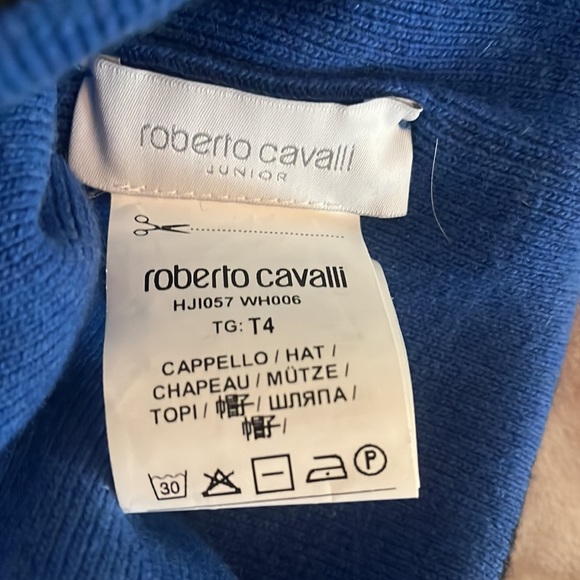 roberto cavalli
JUNIOR
roberto cavalli
HJI057 WH006
TG: T4
CAPPELLO / HAT /
CHAPEAU / MÜTZE /
TOPI / 帽子 / ШЛЯПА /
帽子 /
30
P